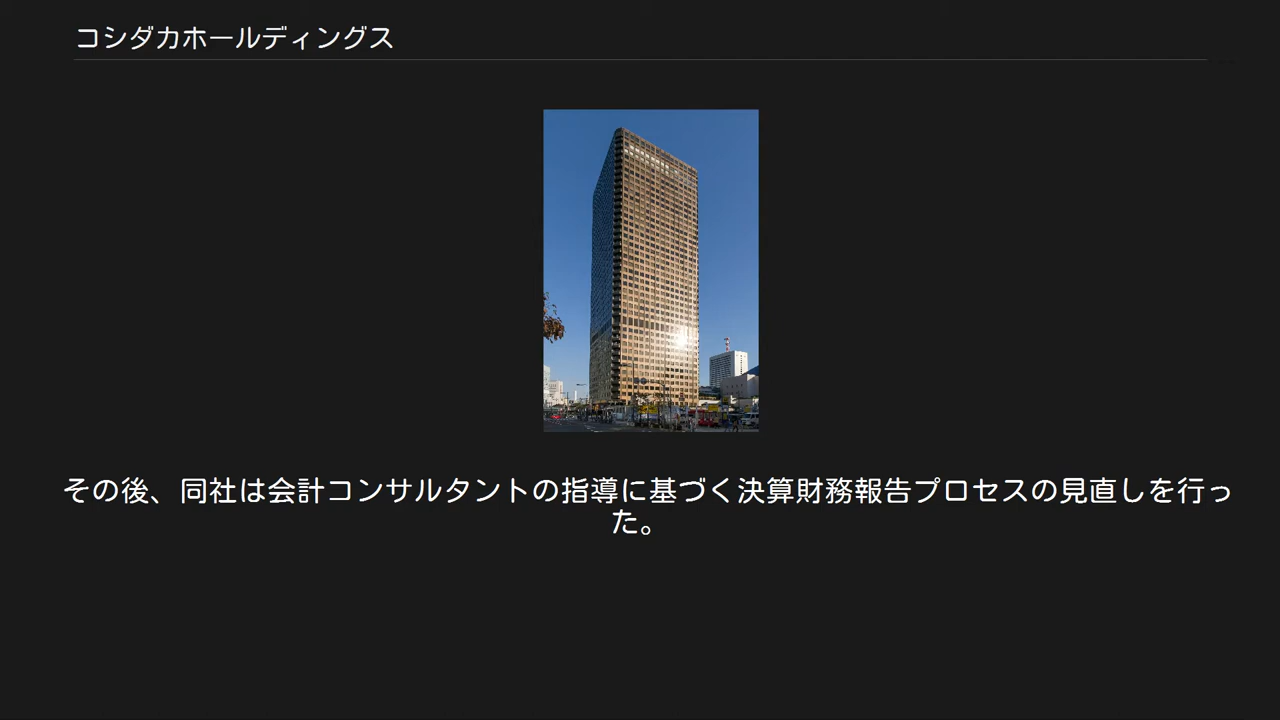 コシダカホールディングス
その後、同社は会計コンサルタントの指導に基づく決算財務報告プロセスの見直しを行っ
た。